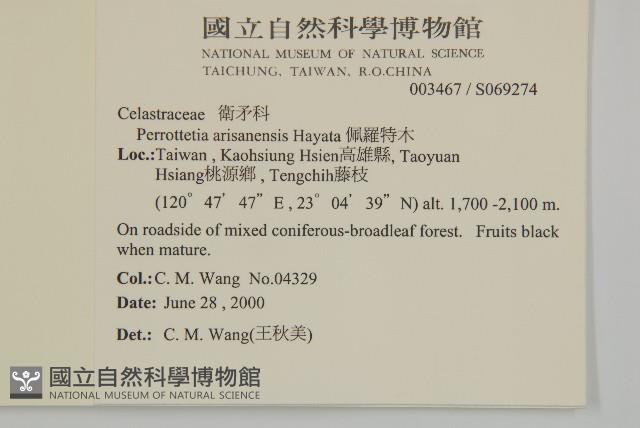 國立自然科學博物館
NATIONAL MUSEUM OF NATURAL SCIENCE
TAICHUNG, TAIWAN, R.O.CHINA
003467 / S069274
Celastraceae 衛矛科
Perrottetia arisanensis Hayata 佩羅特木
Loc.:Taiwan , Kaohsiung Hsien高雄縣, Taoyuan
Hsiang桃源鄉 , Tengchih藤枝
(120° 47′ 47” E , 23° 04′ 39” N) alt. 1,700 -2,100 m.
On roadside of mixed coniferous-broadleaf forest. Fruits black
when mature.
Col.: C. M. Wang No.04329
Date: June 28 , 2000
Det.: C. M. Wang(王秋美)
國立自然科學博物館
NATIONAL MUSEUM OF NATURAL SCIENCE